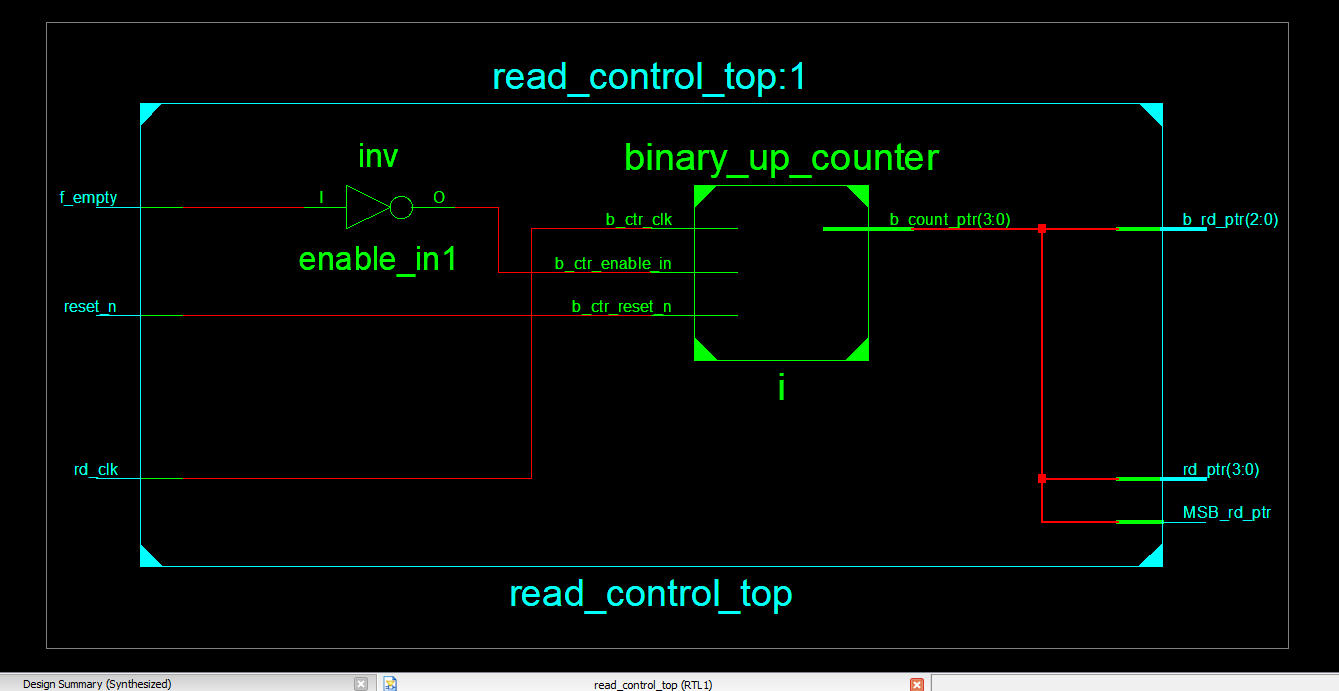 read_control_top:1
inv
binary_up_counter
f_empty
I
O
b_ctr_clk
b_count_ptr(3:0)
b_rd_ptr(2:0)
enable_in1
b_ctr_enable_in
reset_n
b_ctr_reset_n
i
rd_clk
rd_ptr(3:0)
MSB_rd_ptr
read_control_top
Design Summary (Synthesized)
read_control_top (RTL1)